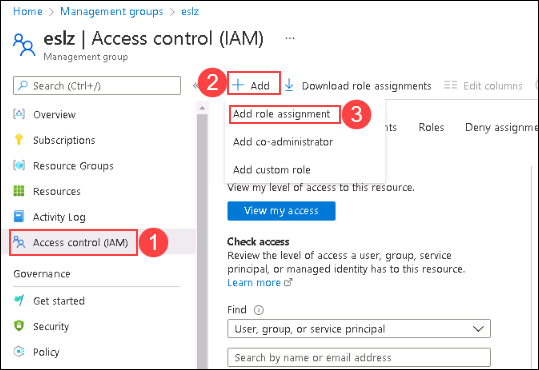 Home > Management groups > eslz
eslz | Access control (IAM) ...
Management group
Search (Ctrl+/)
«
2
Add
Download role assignments
Edit columns
Overview
Subscriptions
Resource Groups
Resources
Activity Log
1
Access control (IAM)
Governance
Get started
Security
Policy
Add role assignment
3
Add co-administrator
Add custom role
Roles
Deny
View my level of access to this resource.
View my access
Check access
Review the level of access a user, group, service
principal, or managed identity has to this resource.
Learn more
Find
User, group, or service principal
Search by name or email address